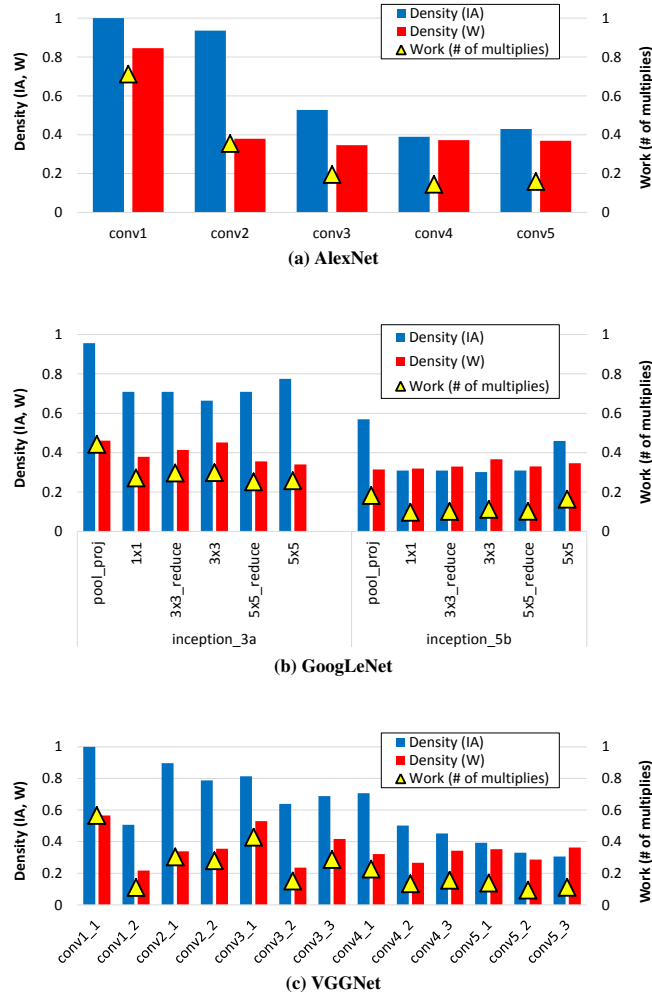 Density (IA, W)
1
0.8
0.6
0.4
0.2
0
Density (IA)
Density (W)
Work (# of multiplies)
1
0.8
0.6
0.4
0.2
0
Work (# of multiplies)
conv1 conv2 conv3 conv4 conv5
(a) AlexNet
Density (IA, W)
1
0.8
0.6
0.4
0.2
0
Density (IA)
Density (W)
Work (# of multiplies)
1
0.8
0.6
0.4
0.2
0
Work (# of multiplies)
pool_proj
1x1
3x3_reduce
3x3
5x5_reduce
5x5
pool_proj
1x1
3x3_reduce
3x3
5x5_reduce
5x5
inception_3a inception_5b
(b) GoogLeNet
Density (IA, W)
1
0.8
0.6
0.4
0.2
0
Density (IA)
Density (W)
Work (# of multiplies)
1
0.8
0.6
0.4
0.2
0
Work (# of multiplies)
conv1_1
conv1_2
conv2_1
conv2_2
conv3_1
conv3_2
conv3_3
conv4_1
conv4_2
conv4_3
conv5_1
conv5_2
conv5_3
(c) VGGNet